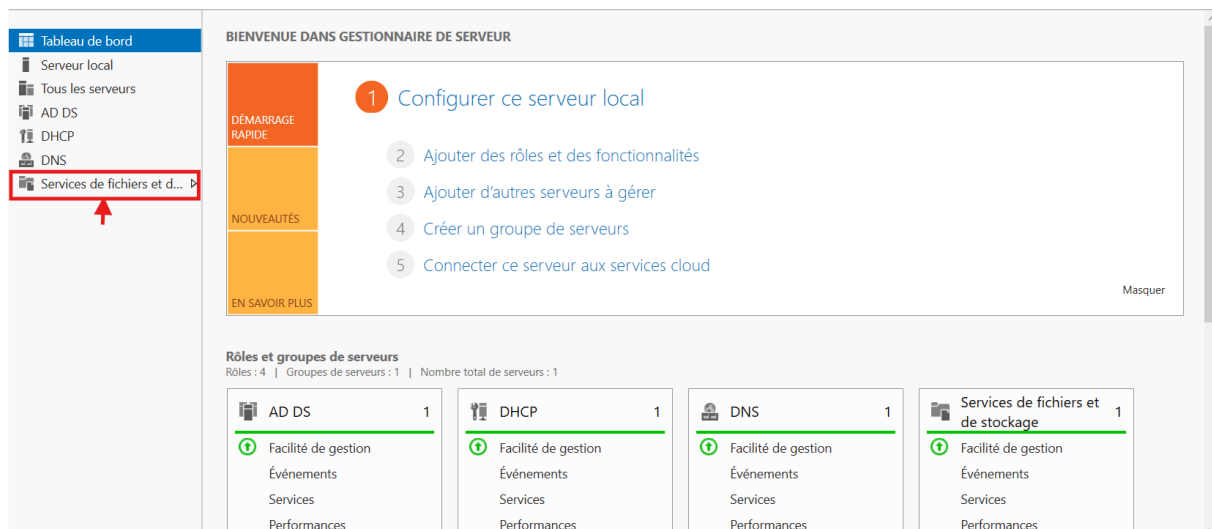 Tableau de bord
Serveur local
Tous les serveurs
AD DS
DHCP
DNS
Services de fichiers et d...
BIENVENUE DANS GESTIONNAIRE DE SERVEUR
DÉMARRAGE
RAPIDE
NOUVEAUTÉS
EN SAVOIR PLUS
1 Configurer ce serveur local
2 Ajouter des rôles et des fonctionnalités
3 Ajouter d’autres serveurs à gérer
4 Créer un groupe de serveurs
5 Connecter ce serveur aux services cloud
Masquer
Rôles et groupes de serveurs
Rôles : 4 | Groupes de serveurs : 1 | Nombre total de serveurs : 1
AD DS 1
Facilité de gestion
Événements
Services
Performances
DHCP 1
Facilité de gestion
Événements
Services
Performances
DNS 1
Facilité de gestion
Événements
Services
Performances
Services de fichiers et
de stockage 1
Facilité de gestion
Événements
Services
Performances